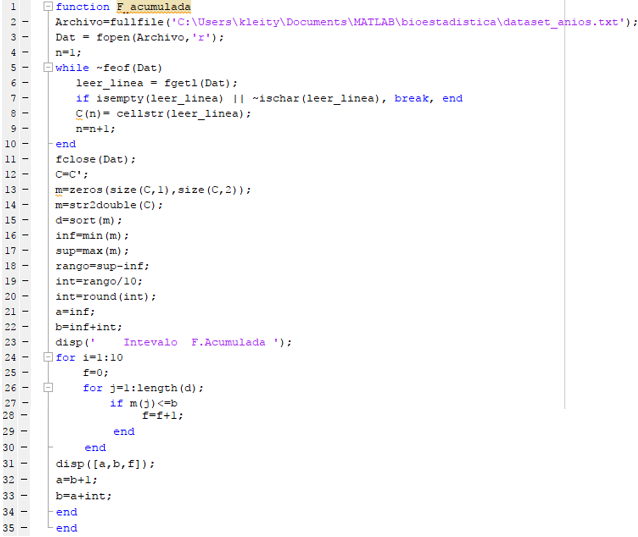 1 function F_acumulada
2 Archivo=fullfile('C:\Users\kleity\Documents\MATLAB\bioestadistica\dataset_anios.txt');
3 Dat = fopen(Archivo,'r');
4 n=1;
5 while ~feof(Dat)
6 leer_linea = fgetl(Dat);
7 if isempty(leer_linea) || ~ischar(leer_linea), break, end
8 C(n)= cellstr(leer_linea);
9 n=n+1;
10 end
11 fclose(Dat);
12 C=C';
13 m=zeros(size(C,1),size(C,2));
14 m=str2double(C);
15 d=sort(m);
16 inf=min(m);
17 sup=max(m);
18 rango=sup-inf;
19 int=rango/10;
20 int=round(int);
21 a=inf;
22 b=inf+int;
23 disp('    Intevalo  F.Acumulada ');
24 for i=1:10
25 f=0;
26 for j=1:length(d);
27 if m(j)<=b
28 f=f+1;
29 end
30 end
31 disp([a,b,f]);
32 a=b+1;
33 b=a+int;
34 end
35 end